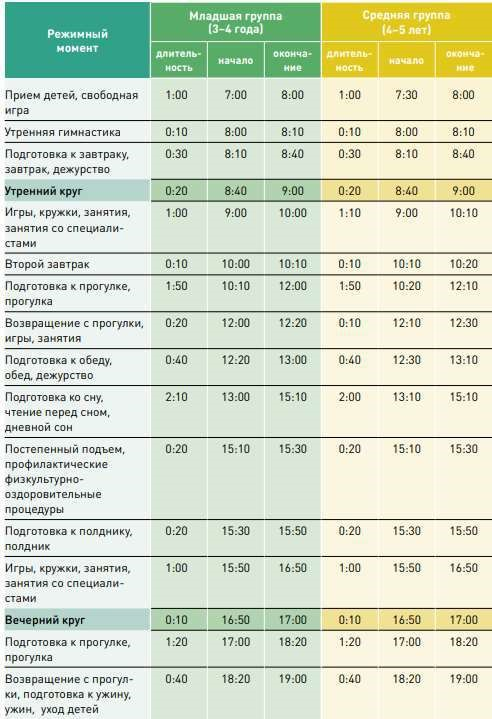 Режимный момент | Младшая группа (3–4 года) | Средняя группа (4–5 лет)
длитель-ность | начало | оконча-ние | длитель-ность | начало | оконча-ние
Прием детей, свободная игра | 1:00 | 7:00 | 8:00 | 1:00 | 7:30 | 8:00
Утренняя гимнастика | 0:10 | 8:00 | 8:10 | 0:10 | 8:00 | 8:10
Подготовка к завтраку, завтрак, дежурство | 0:30 | 8:10 | 8:40 | 0:30 | 8:10 | 8:40
Утренний круг | 0:20 | 8:40 | 9:00 | 0:20 | 8:40 | 9:00
Игры, кружки, занятия, занятия со специали-стами | 1:00 | 9:00 | 10:00 | 1:10 | 9:00 | 10:10
Второй завтрак | 0:10 | 10:00 | 10:10 | 0:10 | 10:10 | 10:20
Подготовка к прогулке, прогулка | 1:50 | 10:10 | 12:00 | 1:50 | 10:20 | 12:10
Возвращение с прогулки, игры, занятия | 0:20 | 12:00 | 12:20 | 0:10 | 12:10 | 12:30
Подготовка к обеду, обед, дежурство | 0:40 | 12:20 | 13:00 | 0:40 | 12:30 | 13:10
Подготовка ко сну, чтение перед сном, дневной сон | 2:10 | 13:00 | 15:10 | 2:00 | 13:10 | 15:10
Постепенный подъем, профилактические физкультурно-оздоровительные процедуры | 0:20 | 15:10 | 15:30 | 0:20 | 15:10 | 15:30
Подготовка к полднику, полдник | 0:20 | 15:30 | 15:50 | 0:20 | 15:30 | 15:50
Игры, кружки, занятия, занятия со специали-стами | 1:00 | 15:50 | 16:50 | 1:00 | 15:50 | 16:50
Вечерний круг | 0:10 | 16:50 | 17:00 | 0:10 | 16:50 | 17:00
Подготовка к прогулке, прогулка | 1:20 | 17:00 | 18:20 | 1:20 | 17:00 | 18:20
Возвращение с прогул-ки, подготовка к ужину, ужин, уход детей | 0:40 | 18:20 | 19:00 | 0:40 | 18:20 | 19:00